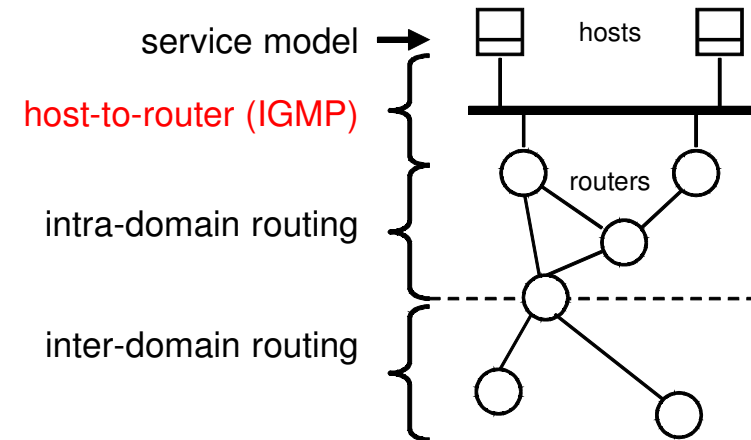 service model
hosts
host-to-router (IGMP)
routers
intra-domain routing
inter-domain routing